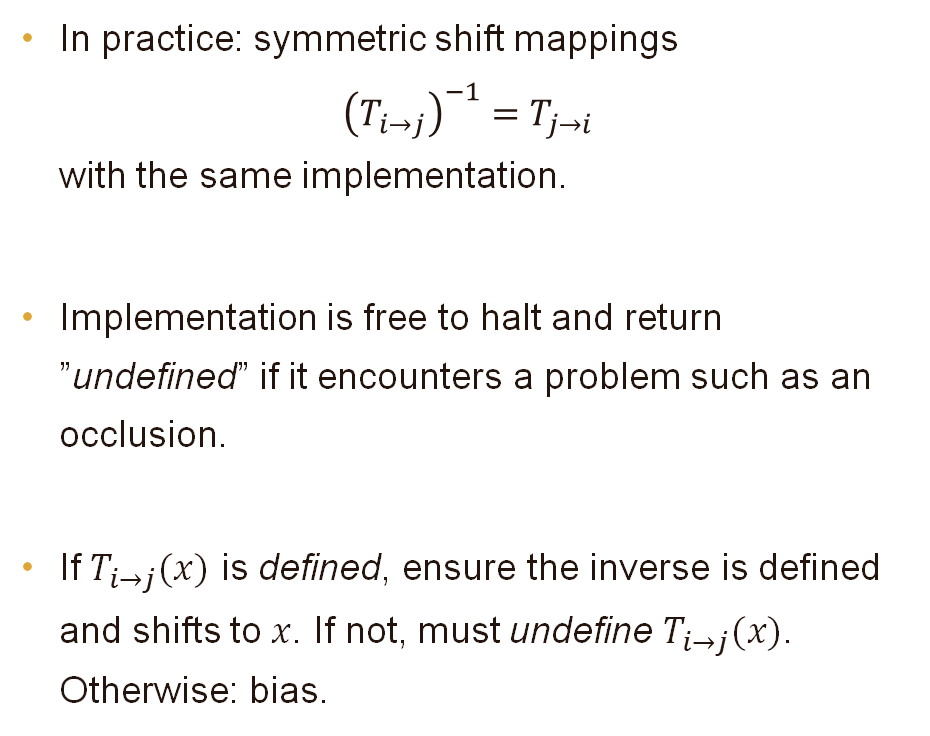 • In practice: symmetric shift mappings
(T_{i→j})^{−1} = T_{j→i}
with the same implementation.
• Implementation is free to halt and return
”undefined” if it encounters a problem such as an
occlusion.
• If T_{i→j}(x) is defined, ensure the inverse is defined
and shifts to x. If not, must undefine T_{i→j}(x).
Otherwise: bias.